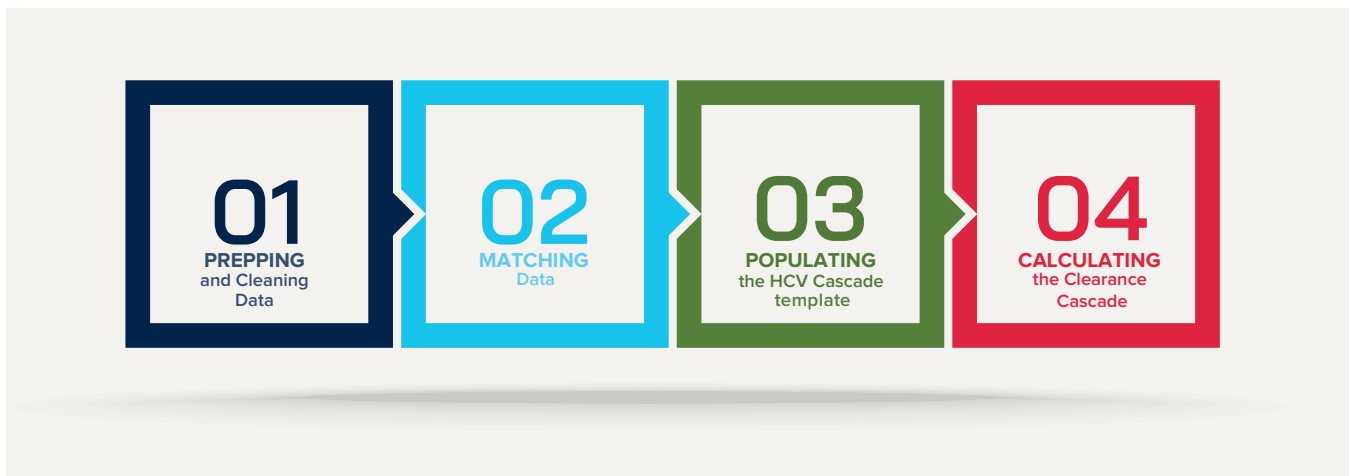 01
PREPPING
and Cleaning
Data
02
MATCHING
Data
03
POPULATING
the HCV Cascade
template
04
CALCULATING
the Clearance
Cascade